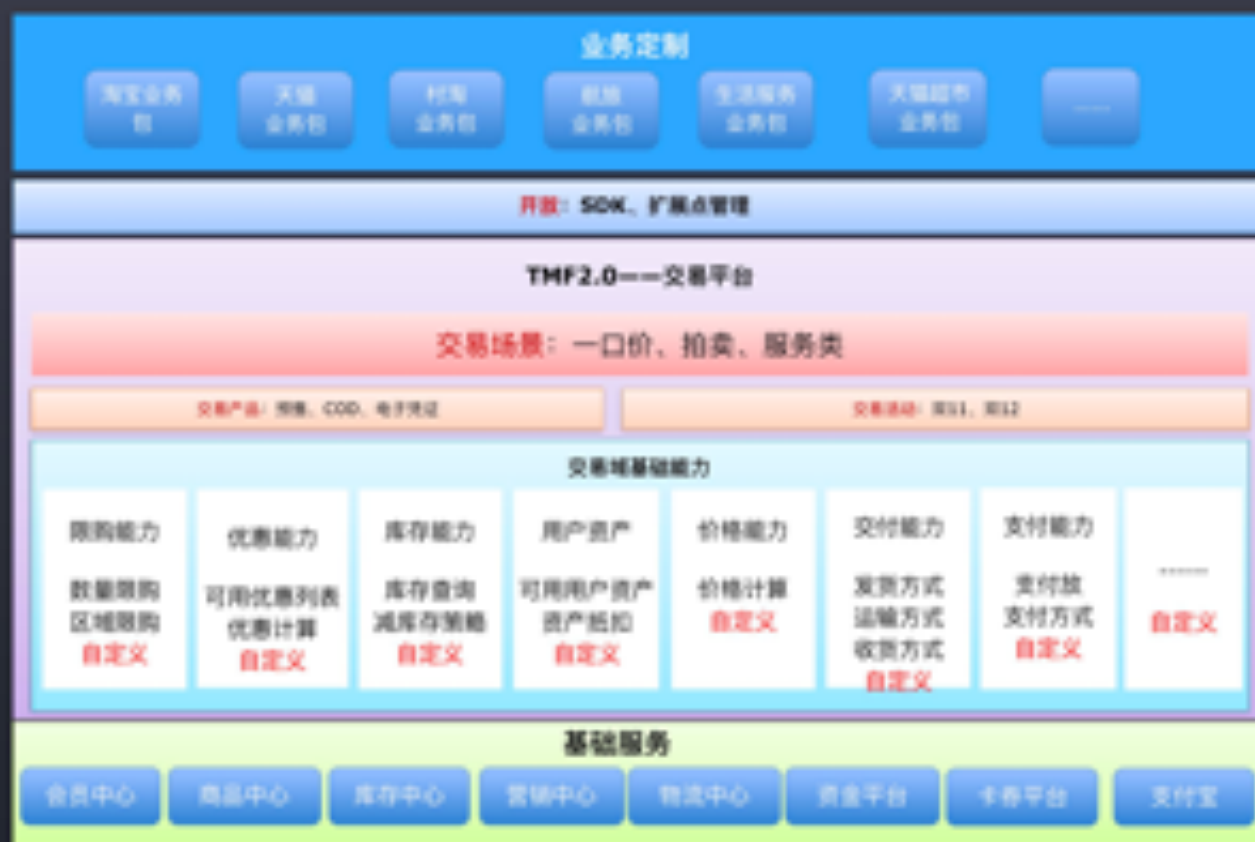 业务定制
淘宝业务
包
天猫
业务包
村淘
业务包
航旅
业务包
生活服务
业务包
天猫超市
业务包
……
开放：SDK、扩展点管理
TMF2.0——交易平台
交易场景：一口价、拍卖、服务类
交易产品：预售、COD、电子凭证
交易活动：双11、双12
交易域基础能力
限购能力
数量限购
区域限购
自定义
优惠能力
可用优惠列表
优惠计算
自定义
库存能力
库存查询
减库存策略
自定义
用户资产
可用用户资产
资产抵扣
自定义
价格能力
价格计算
自定义
交付能力
发货方式
运输方式
收货方式
自定义
支付能力
支付放
支付方式
自定义
……
自定义
基础服务
会员中心
商品中心
库存中心
营销中心
物流中心
资金平台
卡券平台
支付宝